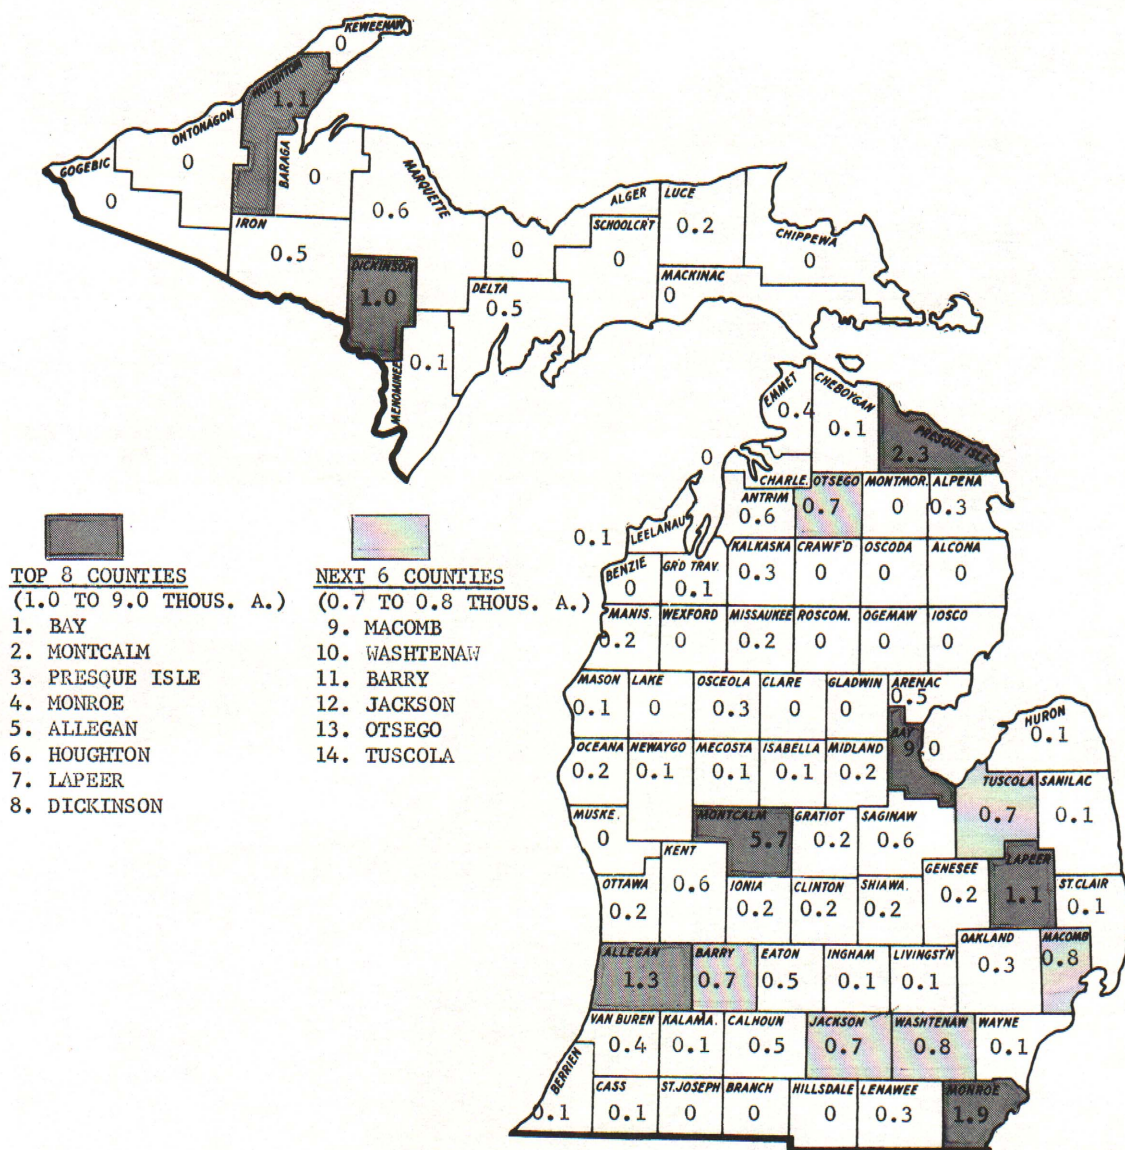 KEWEENAW
0
HOUGHTON
1.1
ONTONAGON
0
GOGEBIC
0
BARAGA
0
MARQUETTE
0.6
IRON
0.5
DICKINSON
1.0
ALGER
0
LUCE
0.2
SCHOOLCR'T
0
CHIPPEWA
0
MACKINAC
0
DELTA
0.5
MENOMINEE
0.1
EMMET
0.4
CHEBOYGAN
0.1
PRESQUE ISLE
2.3
0
CHARLE. OTSEGO MONTMOR. ALPENA
ANTRIM
0.6 0.7 0 0.3
0.1 LEELANAU
KALKASKA CRAWF'D OSCODA ALCONA
BENZIE GR'D TRAV.
0 0.1 0.3 0 0 0
MANIS. WEXFORD MISSAUKEE ROSCOM. OGEMAW IOSCO
0.2 0 0.2 0 0 0
MASON LAKE OSCEOLA CLARE GLADWIN ARENAC
0.1 0 0.3 0 0 0.5
HURON
0.1
BAY
9.0
OCEANA NEWAYGO MECOSTA ISABELLA MIDLAND
0.2 0.1 0.1 0.1 0.2
TUSCOLA SANILAC
0.7 0.1
MUSKE. MONTCALM GRATIOT SAGINAW
0 5.7 0.2 0.6
KENT
0.6
LAPEER
1.1
GENESEE
0.2
OTTAWA IONIA CLINTON SHIAWA. ST.CLAIR
0.2 0.2 0.2 0.2 0.1
OAKLAND MACOMB
0.3 0.8
ALLEGAN BARRY EATON INGHAM LIVINGST'N
1.3 0.7 0.5 0.1 0.1
VAN BUREN KALAMA. CALHOUN JACKSON WASHTENAW WAYNE
0.4 0.1 0.5 0.7 0.8 0.1
BERRIEN CASS ST.JOSEPH BRANCH HILLSDALE LENAWEE MONROE
0.1 0.1 0 0 0 0.3 1.9
TOP 8 COUNTIES
(1.0 TO 9.0 THOUS. A.)
1. BAY
2. MONTCALM
3. PRESQUE ISLE
4. MONROE
5. ALLEGAN
6. HOUGHTON
7. LAPEER
8. DICKINSON
NEXT 6 COUNTIES
(0.7 TO 0.8 THOUS. A.)
9. MACOMB
10. WASHTENAW
11. BARRY
12. JACKSON
13. OTSEGO
14. TUSCOLA